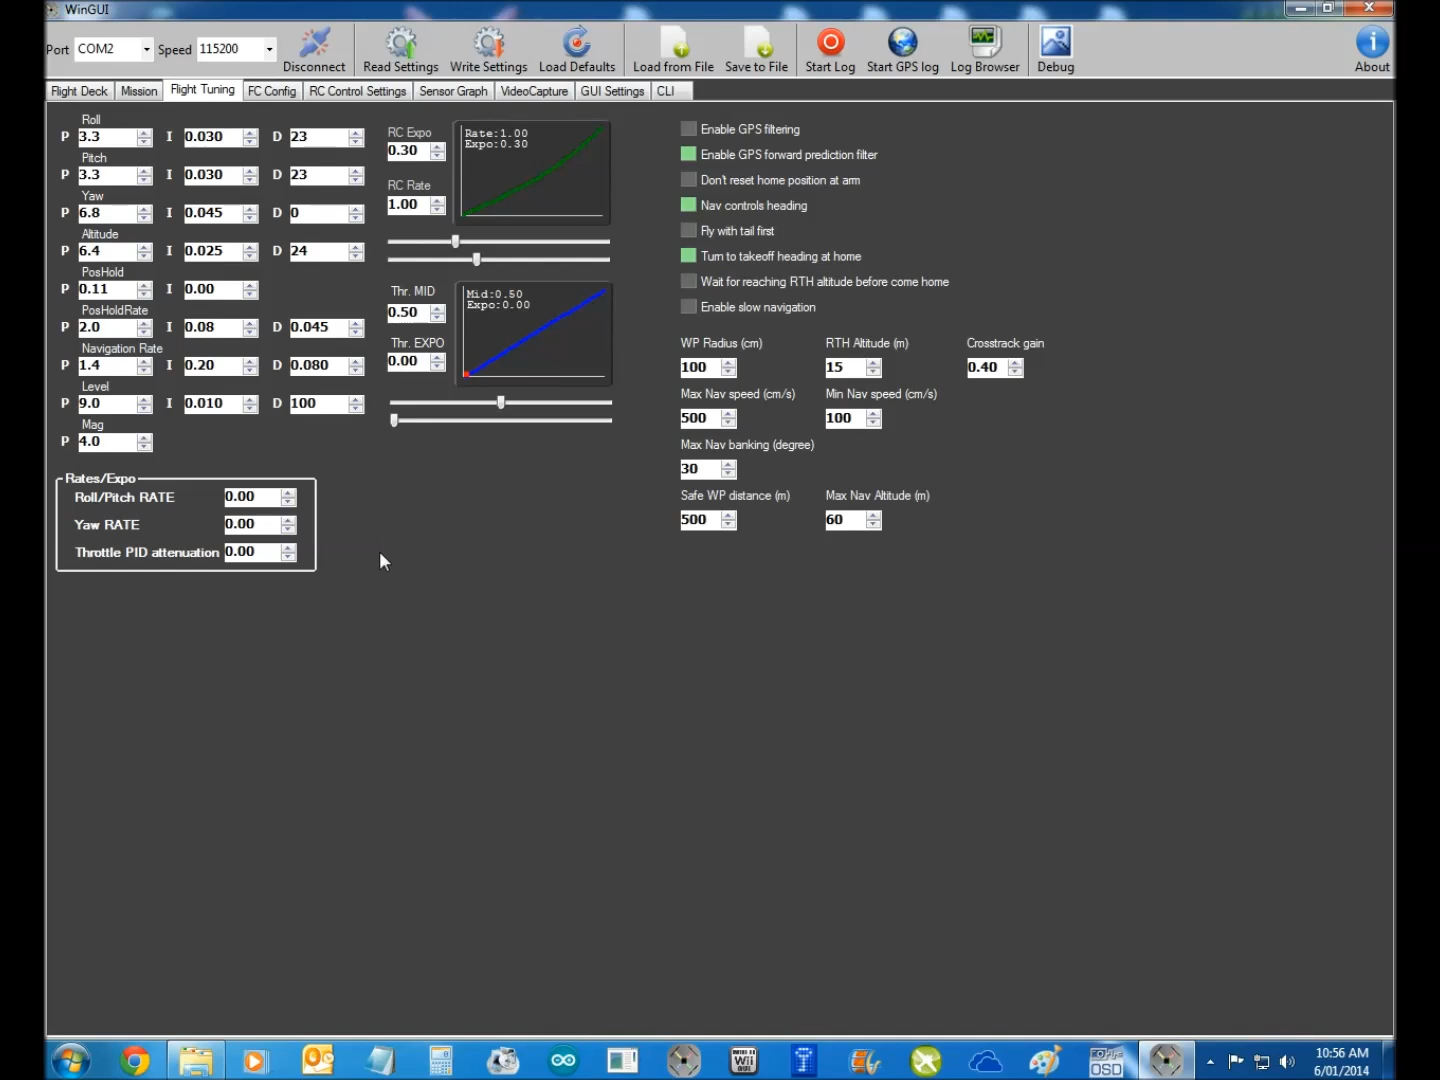 WinGUI
Port COM2 Speed 115200
Disconnect Read Settings Write Settings Load Defaults Load from File Save to File Start Log Start GPS log Log Browser Debug About
Flight Deck Mission Flight Tuning FC Config RC Control Settings Sensor Graph VideoCapture GUI Settings CLI
Roll
P 3.3 I 0.030 D 23
Pitch
P 3.3 I 0.030 D 23
Yaw
P 6.8 I 0.045 D 0
Altitude
P 6.4 I 0.025 D 24
PosHold
P 0.11 I 0.00
PosHoldRate
P 2.0 I 0.08 D 0.045
Navigation Rate
P 1.4 I 0.20 D 0.080
Level
P 9.0 I 0.010 D 100
Mag
P 4.0
Rates/Expo
Roll/Pitch RATE 0.00
Yaw RATE 0.00
Throttle PID attenuation 0.00
RC Expo
0.30
RC Rate
1.00
Rate:1.00
Expo:0.30
Thr. MID
0.50
Thr. EXPO
0.00
Mid:0.50
Expo:0.00
Enable GPS filtering
Enable GPS forward prediction filter
Don't reset home position at arm
Nav controls heading
Fly with tail first
Turn to takeoff heading at home
Wait for reaching RTH altitude before come home
Enable slow navigation
WP Radius (cm) RTH Altitude (m) Crosstrack gain
100 15 0.40
Max Nav speed (cm/s) Min Nav speed (cm/s)
500 100
Max Nav banking (degree)
30
Safe WP distance (m) Max Nav Altitude (m)
500 60
OSD
10:56 AM
6/01/2014